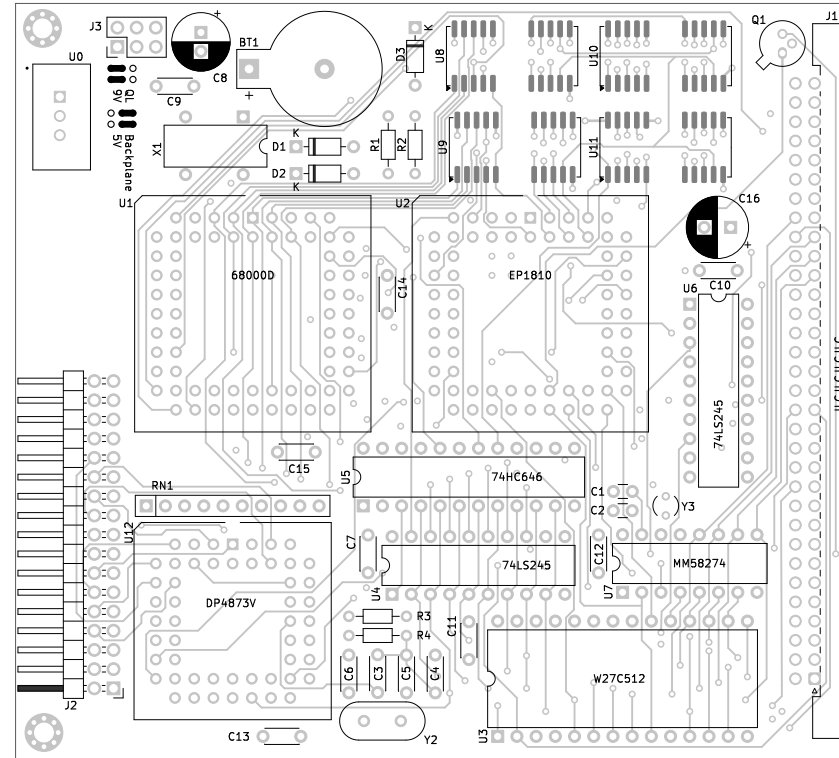 J3
U0
QL
9V
5V
Backplane
C8
C9
+
BT1
+
K
D3
U8
U10
Q1
J1
X1
K
D1
D2
K
R1
R2
U9
U11
U1
68000D
U2
EP1810
C14
C16
+
C10
U6
74LS245
C15
RN1
U5
74HC646
C1
C2
Y3
U12
DP4873V
C7
74LS245
U4
C12
MM58274
U7
R3
R4
C11
C6
C3
C5
C4
W27C512
U3
J2
C13
Y2